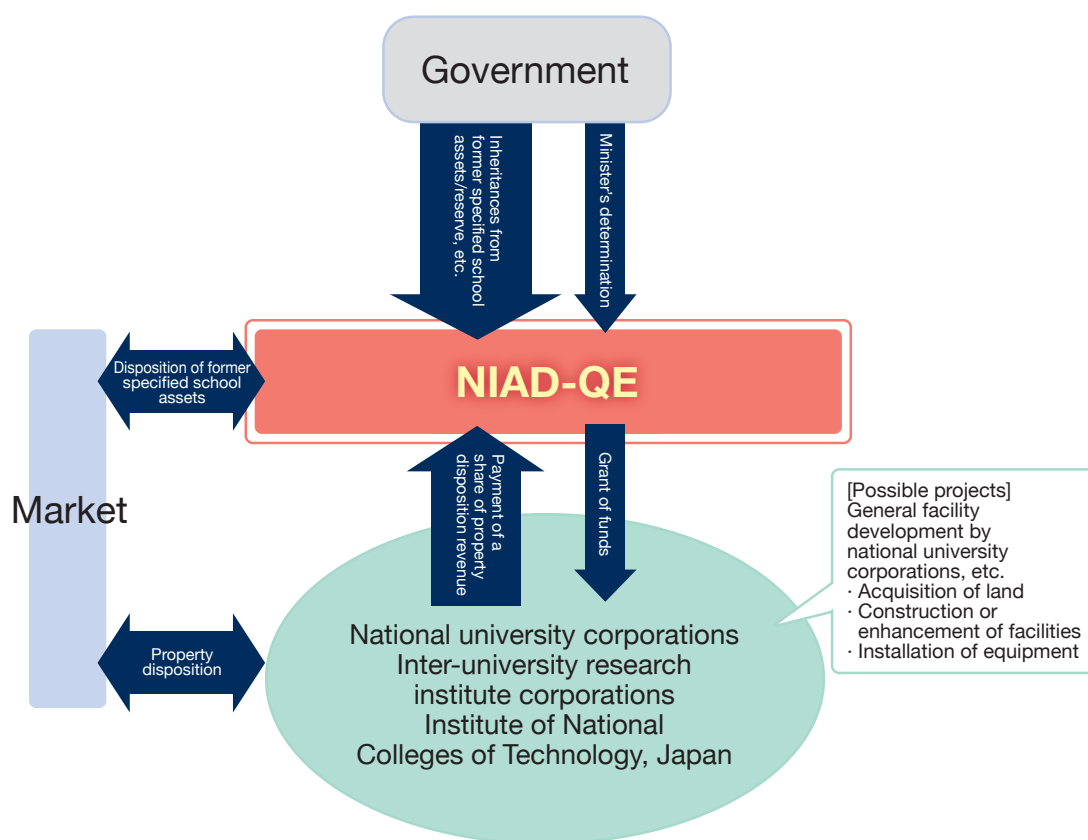 Government
Inheritances from
former specified school
assets/reserve, etc.
Minister's determination
Disposition of former
specified school
assets
NIAD-QE
Market
Payment of a
share of property
disposition revenue
Grant of funds
[Possible projects]
General facility
development by
national university
corporations, etc.
· Acquisition of land
· Construction or
enhancement of facilities
· Installation of equipment
Property
disposition
National university corporations
Inter-university research
institute corporations
Institute of National
Colleges of Technology, Japan